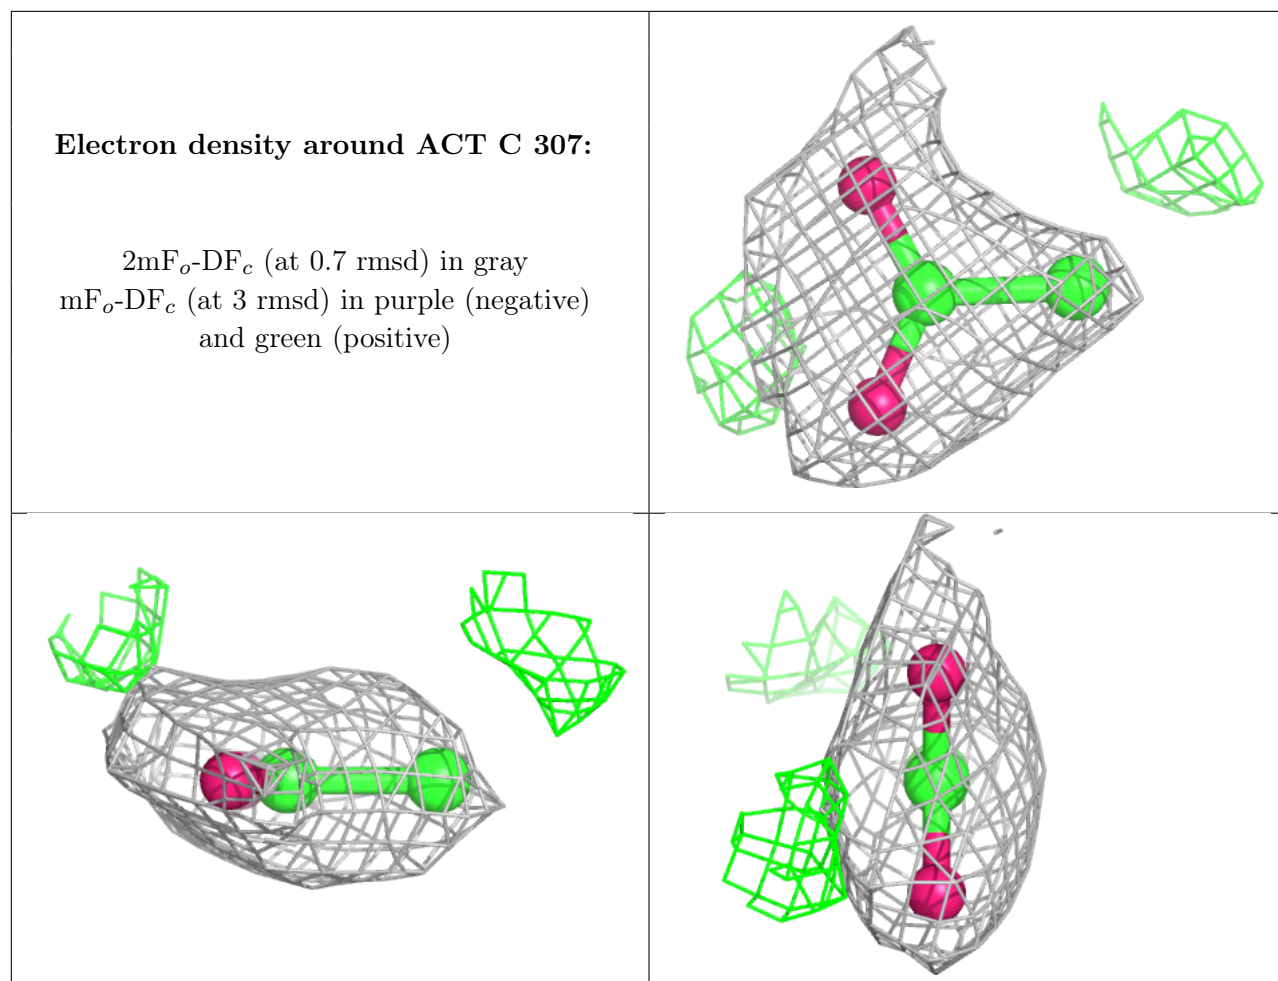 Electron density around ACT C 307:
2mFₒ-DF𝒸 (at 0.7 rmsd) in gray
mFₒ-DF𝒸 (at 3 rmsd) in purple (negative)
and green (positive)